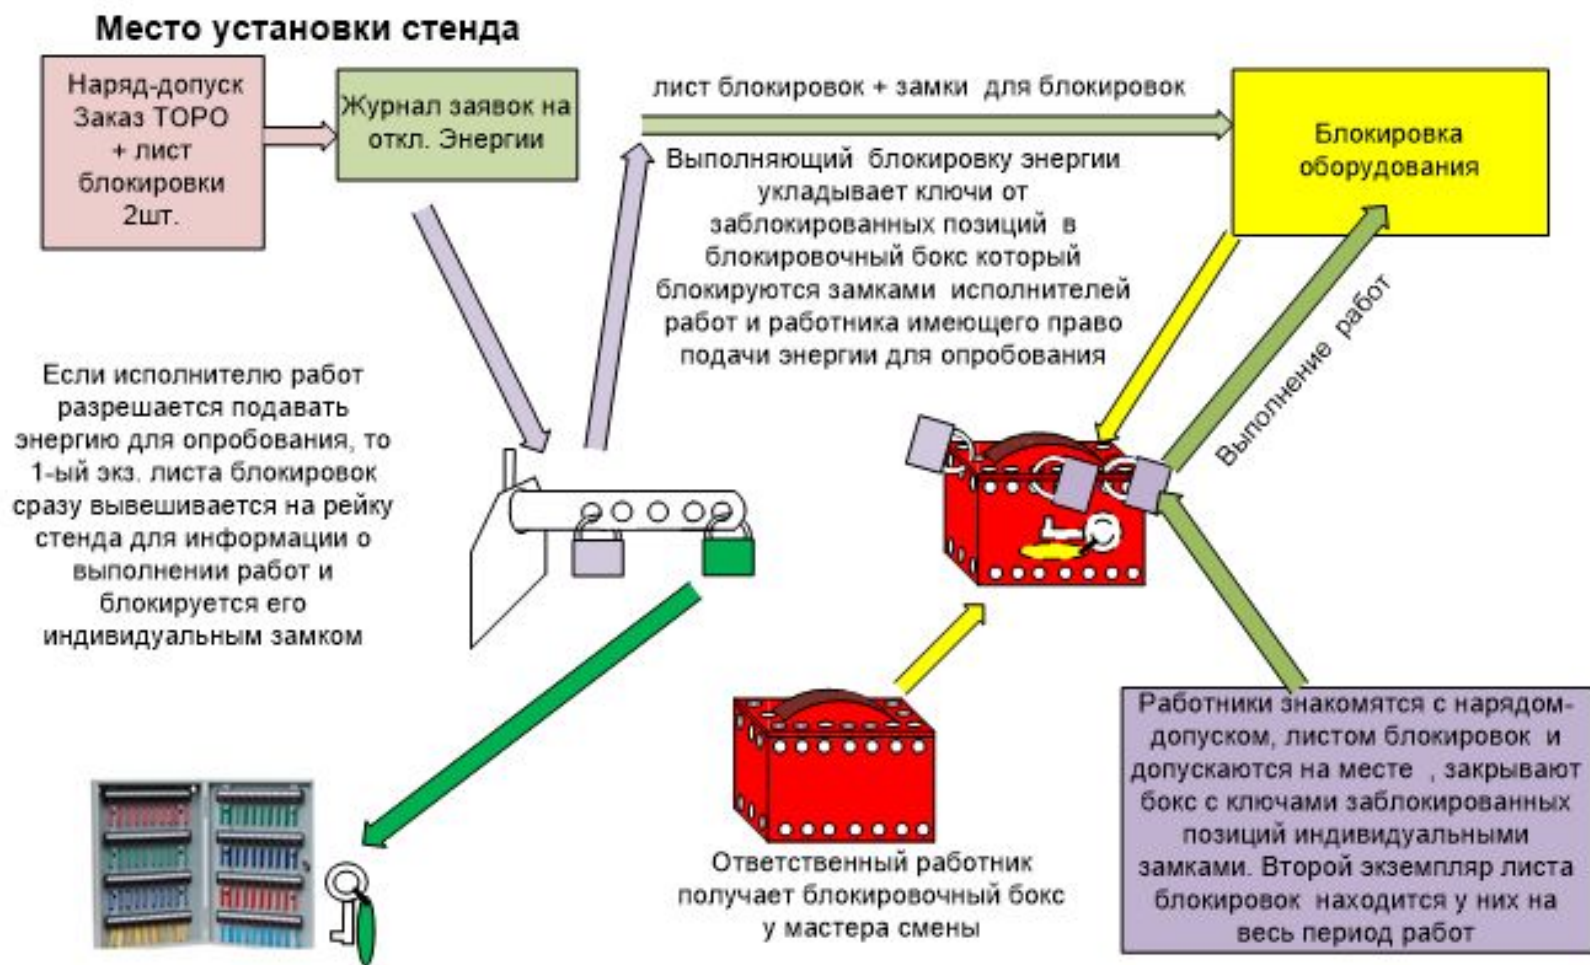 Место установки стенда
Наряд-допуск
Заказ ТОРО
+ лист
блокировки
2шт.
Журнал заявок на
откл. Энергии
лист блокировок + замки для блокировок
Блокировка
оборудования
Выполняющий блокировку энергии
укладывает ключи от
заблокированных позиций в
блокировочный бокс который
блокируются замками исполнителей
работ и работника имеющего право
подачи энергии для опробования
Выполнение работ
Если исполнителю работ
разрешается подавать
энергию для опробования, то
1-ый экз. листа блокировок
сразу вывешивается на рейку
стенда для информации о
выполнении работ и
блокируется его
индивидуальным замком
Ответственный работник
получает блокировочный бокс
у мастера смены
Работники знакомятся с нарядом-
допуском, листом блокировок и
допускаются на месте , закрывают
бокс с ключами заблокированных
позиций индивидуальными
замками. Второй экземпляр листа
блокировок находится у них на
весь период работ